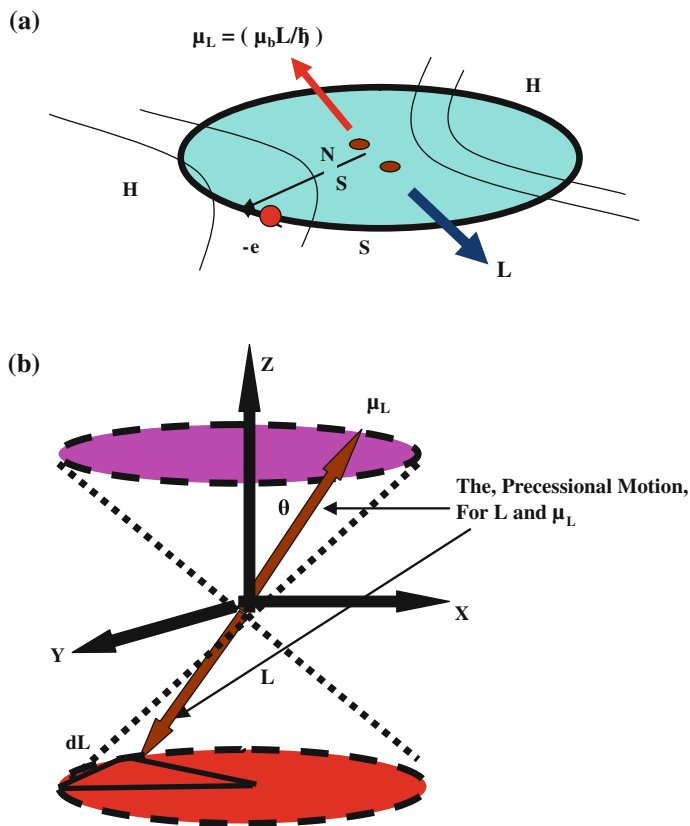 (a)
μL = ( μbL/ħ )
H
N
S
H
-e
S
L
(b)
Z
μL
θ
The, Precessional Motion,
For L and μL
X
Y
L
dL